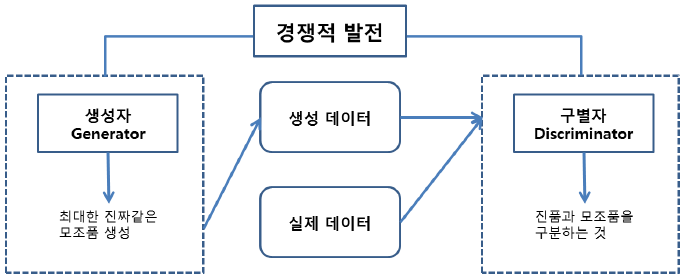 경쟁적 발전
생성자
Generator
최대한 진짜같은
모조품 생성
생성 데이터
실제 데이터
구별자
Discriminator
진품과 모조품을
구분하는 것